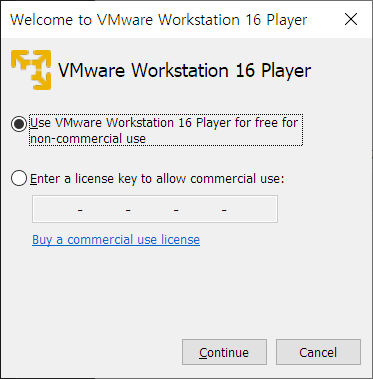 Welcome to VMware Workstation 16 Player
VMware Workstation 16 Player
Use VMware Workstation 16 Player for free for
non-commercial use
Enter a license key to allow commercial use:
- - - -
Buy a commercial use license
Continue Cancel